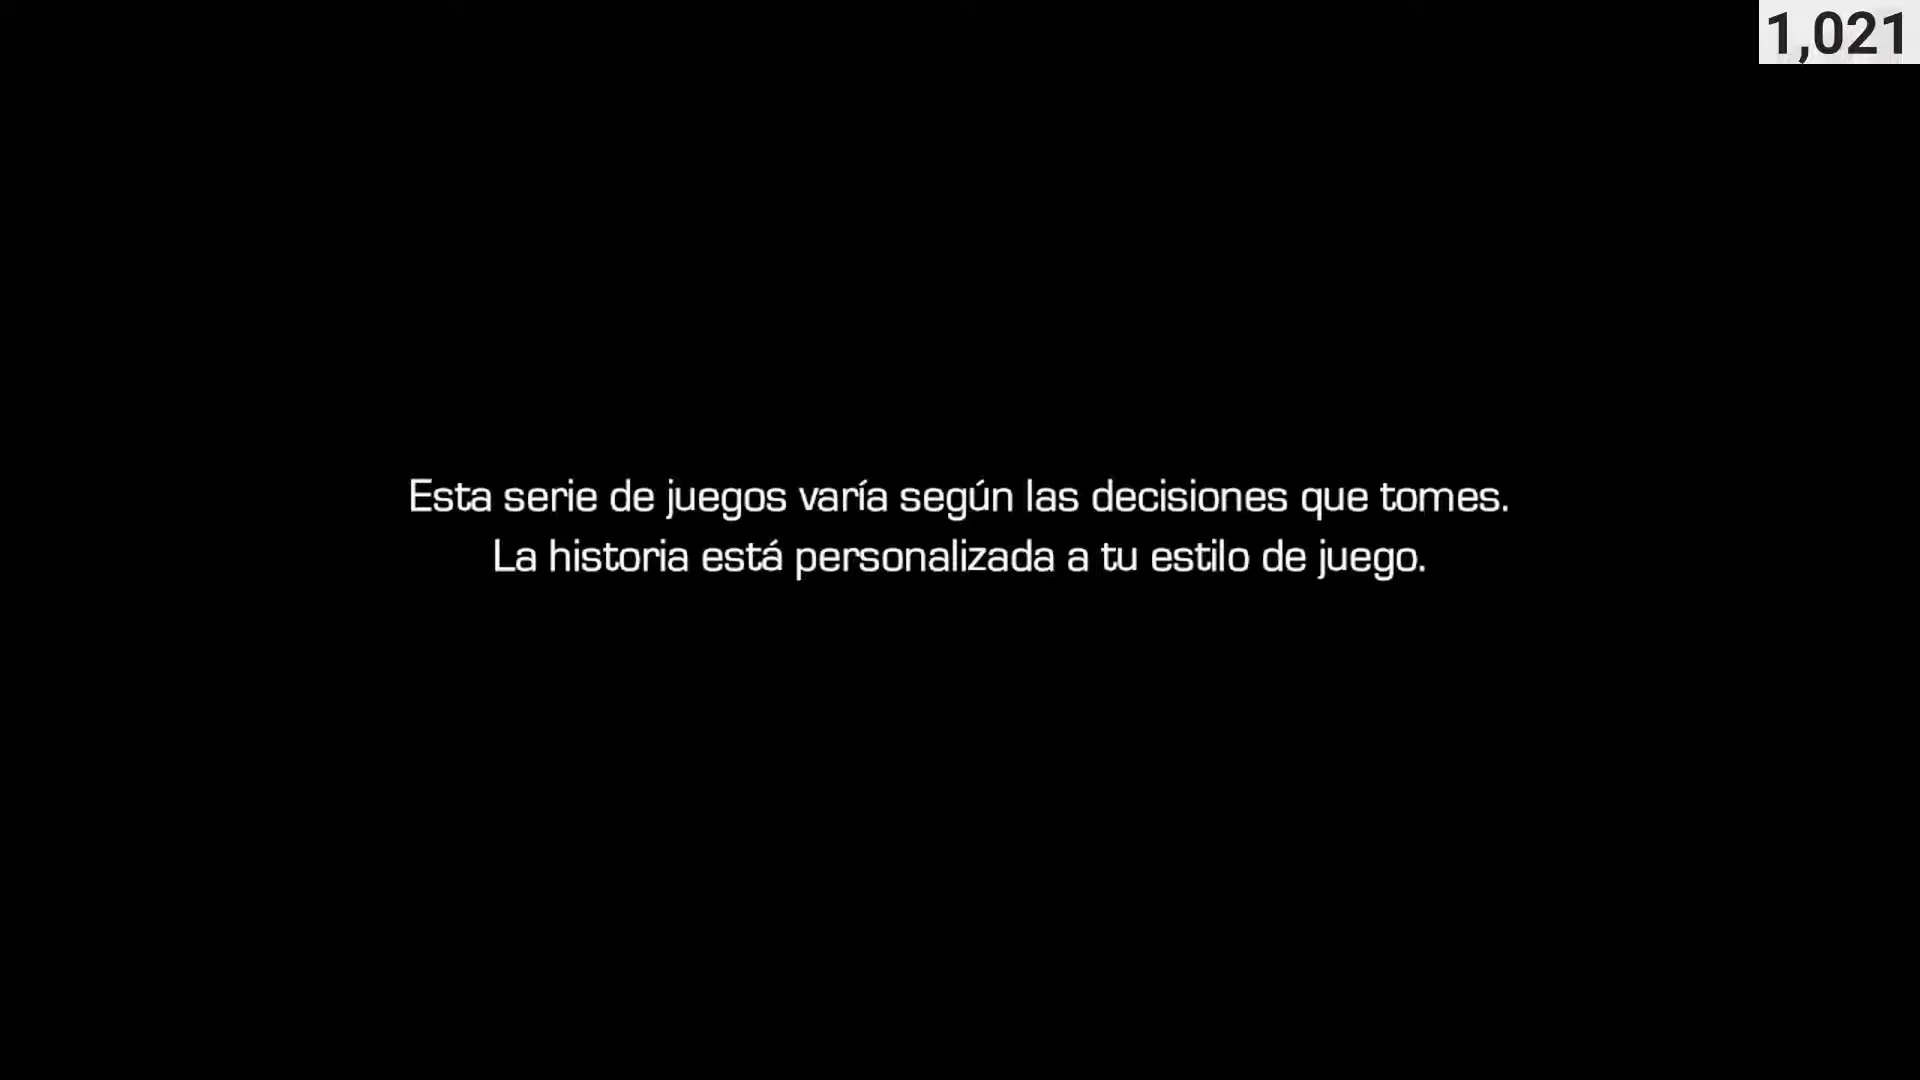 1,021
Esta serie de juegos varía según las decisiones que tomes.
La historia está personalizada a tu estilo de juego.